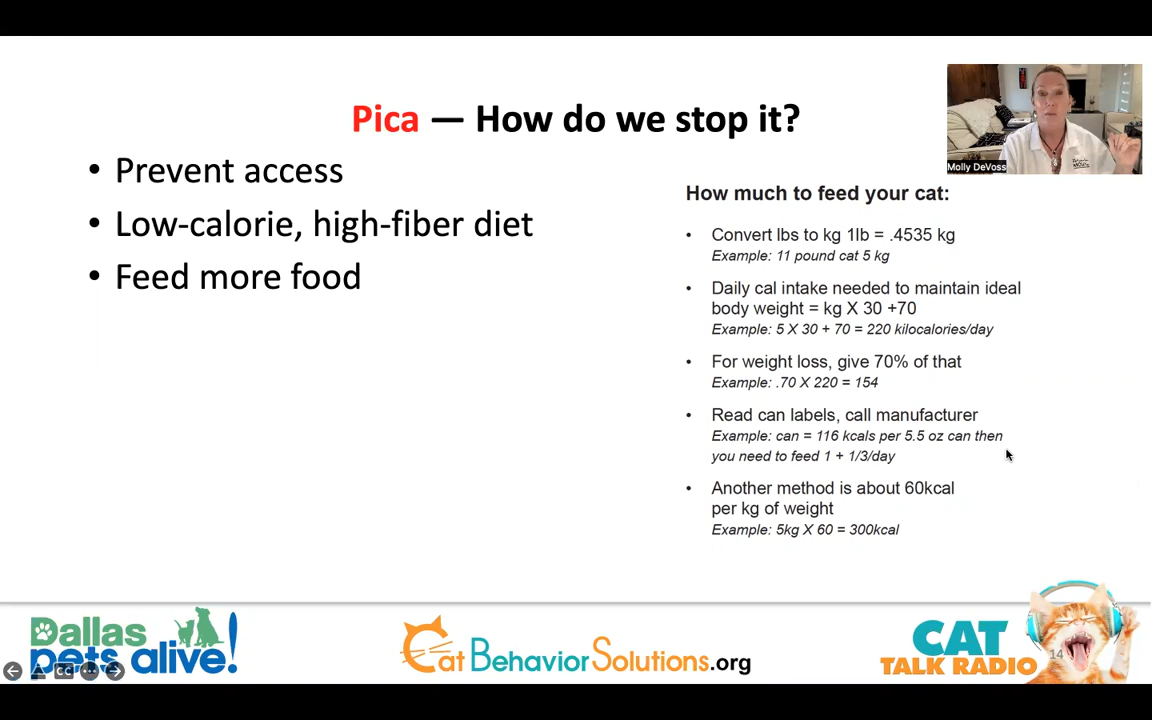 Pica — How do we stop it?
• Prevent access
• Low-calorie, high-fiber diet
• Feed more food
Molly DeVoss
How much to feed your cat:
• Convert lbs to kg 1lb = .4535 kg
Example: 11 pound cat 5 kg
• Daily cal intake needed to maintain ideal
body weight = kg X 30 +70
Example: 5 X 30 + 70 = 220 kilocalories/day
• For weight loss, give 70% of that
Example: .70 X 220 = 154
• Read can labels, call manufacturer
Example: can = 116 kcals per 5.5 oz can then
you need to feed 1 + 1/3/day
• Another method is about 60kcal
per kg of weight
Example: 5kg X 60 = 300kcal
Dallas
pets alive!
CatBehaviorSolutions.org
CAT
TALK RADIO
14
CC